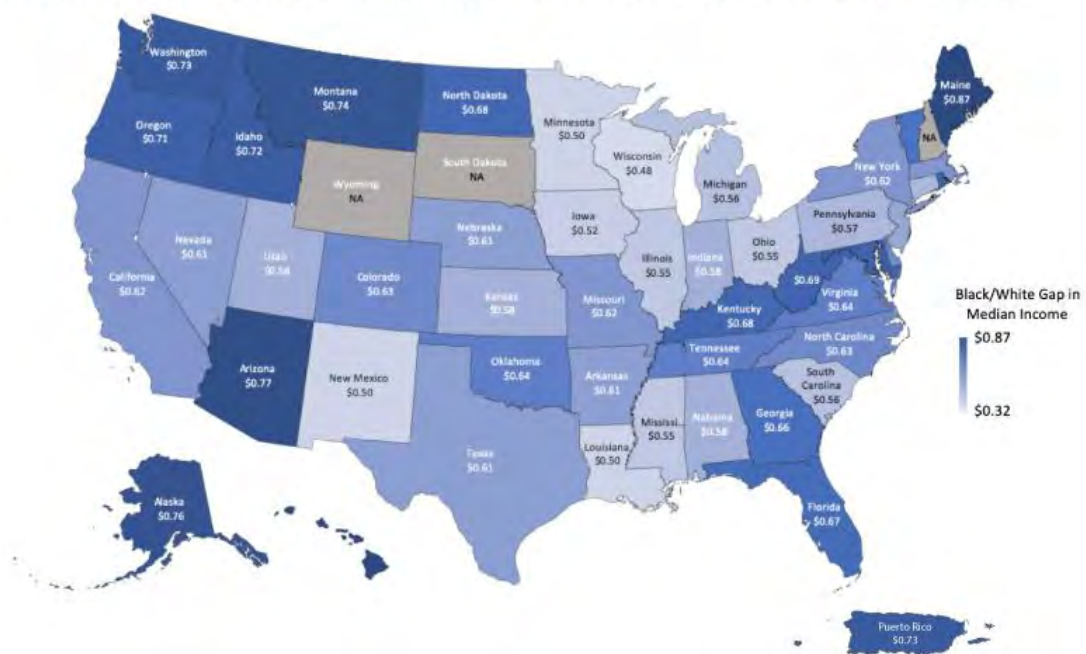 Washington
$0.73
Montana
$0.74
North Dakota
$0.68
Minnesota
$0.50
Maine
$0.87
Oregon
$0.71
Idaho
$0.72
Wisconsin
$0.48
NA
South Dakota
NA
Wyoming
NA
New York
$0.62
Michigan
$0.56
Iowa
$0.52
Pennsylvania
$0.57
Nebraska
$0.61
Nevada
$0.61
Utah
$0.58
Illinois
$0.55
Indiana
$0.58
Ohio
$0.55
California
$0.62
Colorado
$0.63
Kansas
$0.58
Missouri
$0.62
$0.69
Virginia
$0.64
Kentucky
$0.68
Black/White Gap in
Median Income
$0.87
$0.32
North Carolina
$0.63
Tennessee
$0.64
Arizona
$0.77
New Mexico
$0.50
Oklahoma
$0.64
Arkansas
$0.61
South
Carolina
$0.56
Mississi
$0.55
Alabama
$0.58
Georgia
$0.66
Texas
$0.61
Louisiana
$0.50
Alaska
$0.76
Florida
$0.67
Puerto Rico
$0.73